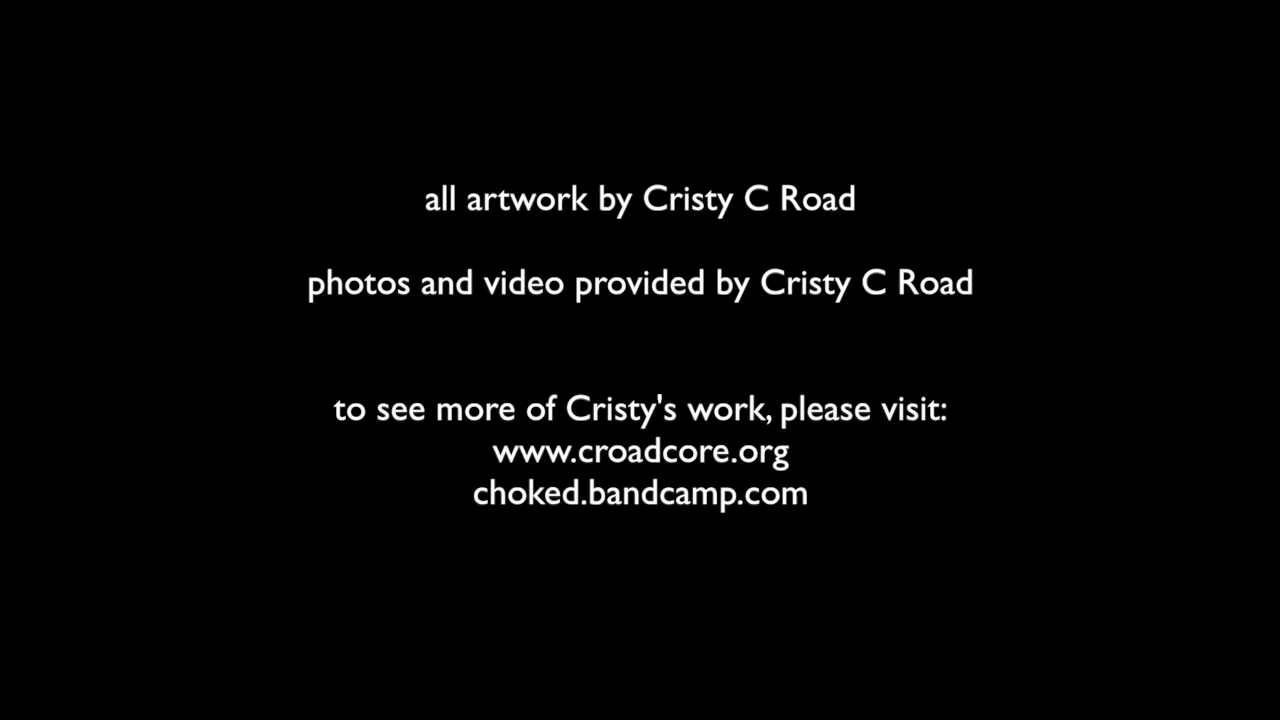 all artwork by Cristy C Road
photos and video provided by Cristy C Road
to see more of Cristy's work, please visit:
www.croadcore.org
choked.bandcamp.com